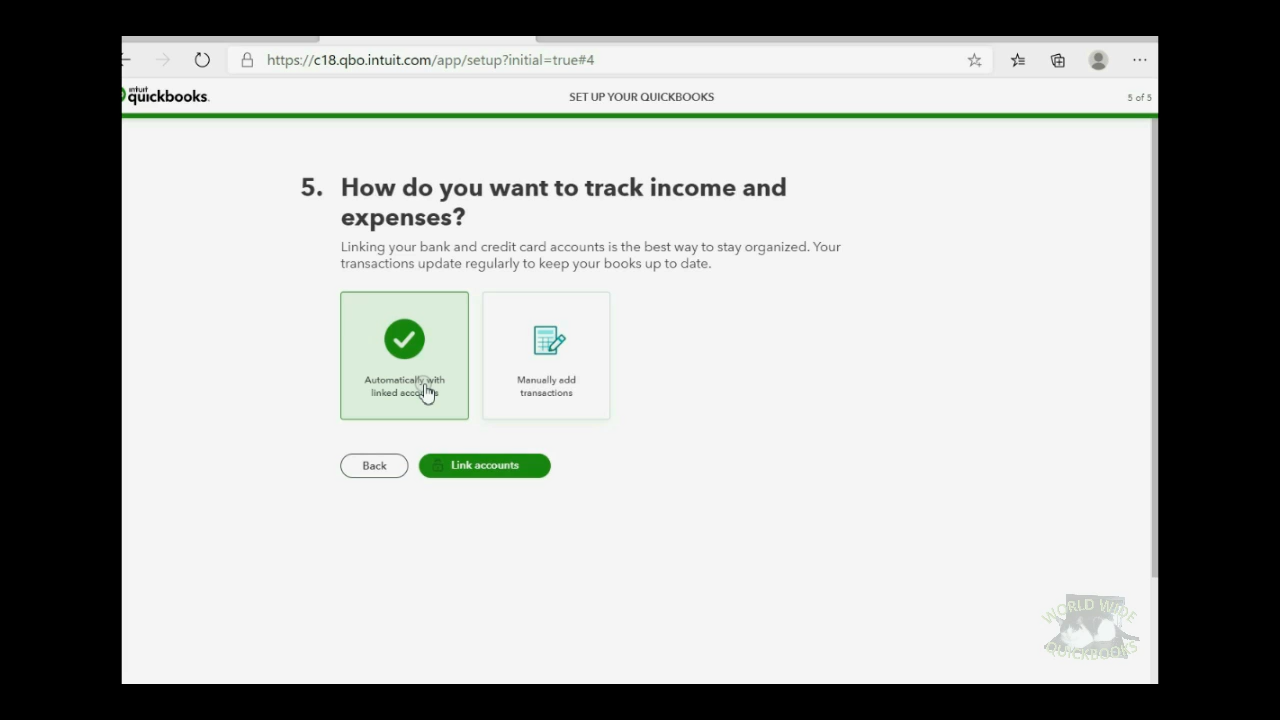 https://c18.qbo.intuit.com/app/setup?initial=true#4
intuit
quickbooks.
SET UP YOUR QUICKBOOKS
5 of 5
5. How do you want to track income and
expenses?
Linking your bank and credit card accounts is the best way to stay organized. Your
transactions update regularly to keep your books up to date.
Automatically with
linked accounts
Manually add
transactions
Back
Link accounts
WORLD WIDE
QUICKBOOKS